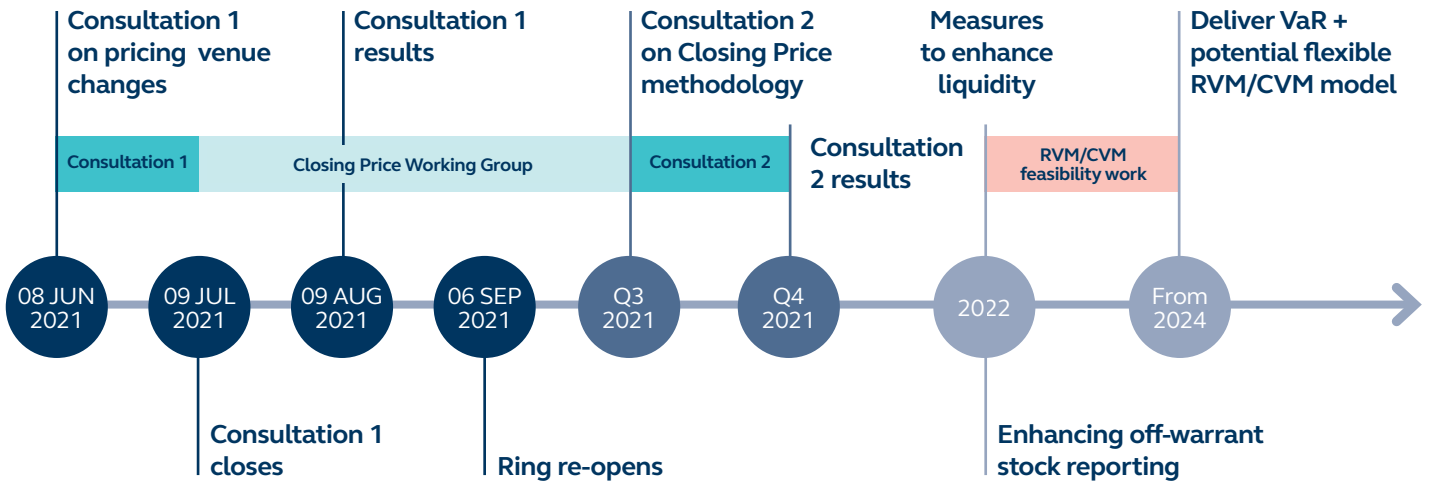 Consultation 1
on pricing venue
changes
Consultation 1
results
Consultation 2
on Closing Price
methodology
Measures
to enhance
liquidity
Deliver VaR +
potential flexible
RVM/CVM model
Consultation 1
Closing Price Working Group
Consultation 2
Consultation
2 results
RVM/CVM
feasibility work
08 JUN
2021
09 JUL
2021
09 AUG
2021
06 SEP
2021
Q3
2021
Q4
2021
2022
From
2024
Consultation 1
closes
Ring re-opens
Enhancing off-warrant
stock reporting